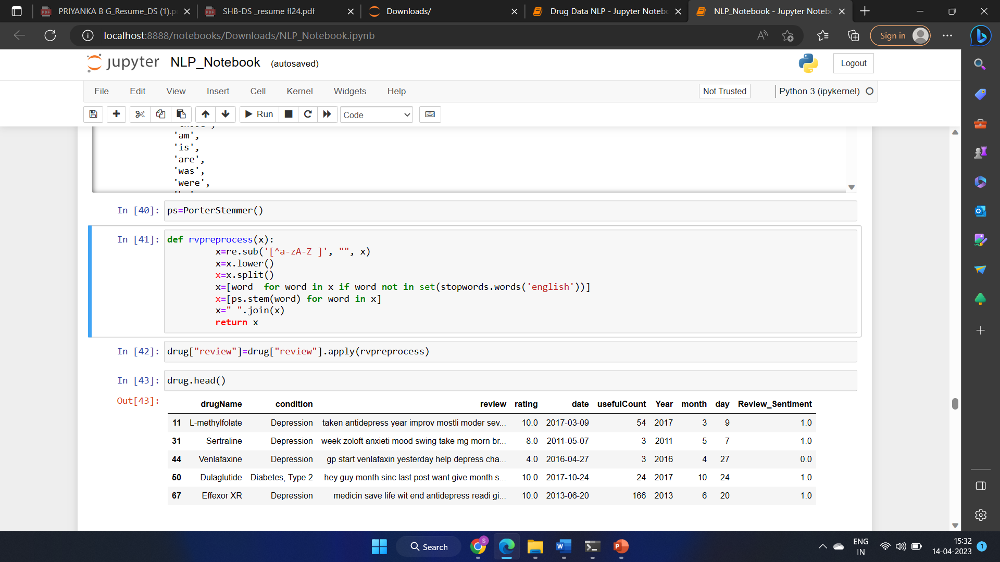 PRIYANKA B G_Resume_DS (1).p
SHB-DS _resume fl24.pdf
Downloads/
Drug Data NLP - Jupyter Notebo
NLP_Notebook - Jupyter Notebo
localhost:8888/notebooks/Downloads/NLP_Notebook.ipynb
Sign in
jupyter NLP_Notebook (autosaved)
Logout
File Edit View Insert Cell Kernel Widgets Help
Not Trusted
Python 3 (ipykernel)
Run
Code
'am',
'is',
'are',
'was',
'were',
In [40]: ps=PorterStemmer()
In [41]: def rvpreprocess(x):
x=re.sub('[^a-zA-Z ]', "", x)
x=x.lower()
x=x.split()
x=[word  for word in x if word not in set(stopwords.words('english'))]
x=[ps.stem(word) for word in x]
x=" ".join(x)
return x
In [42]: drug["review"]=drug["review"].apply(rvpreprocess)
In [43]: drug.head()
Out[43]:
drugName condition review rating date usefulCount Year month day Review_Sentiment
11 L-methylfolate Depression taken antidepress year improv mostli moder sev... 10.0 2017-03-09 54 2017 3 9 1.0
31 Sertraline Depression week zoloft anxieti mood swing take mg morn br... 8.0 2011-05-07 3 2011 5 7 1.0
44 Venlafaxine Depression gp start venlafaxin yesterday help depress cha... 4.0 2016-04-27 3 2016 4 27 0.0
50 Dulaglutide Diabetes, Type 2 hey guy month sinc last post want give month s... 10.0 2017-10-24 24 2017 10 24 1.0
67 Effexor XR Depression medicin save life wit end antidepress readi gi... 10.0 2013-06-20 166 2013 6 20 1.0
Search
S
ENG
IN
15:32
14-04-2023
1